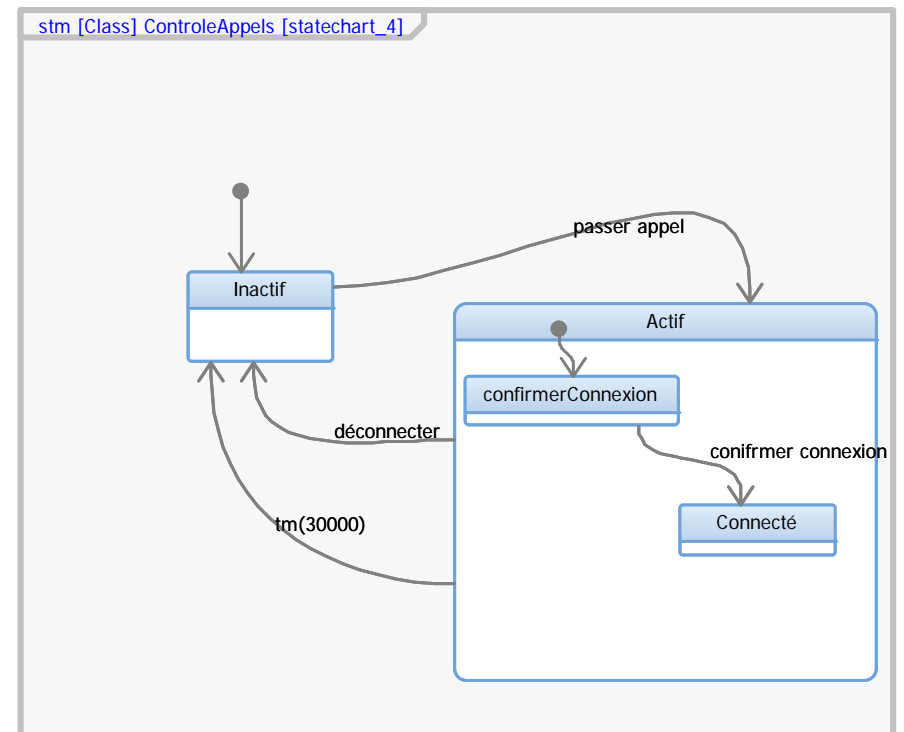 stm [Class] ControleAppels [statechart_4]
passer appel
Inactif
Actif
confirmerConnexion
déconnecter
conifrmer connexion
Connecté
tm(30000)